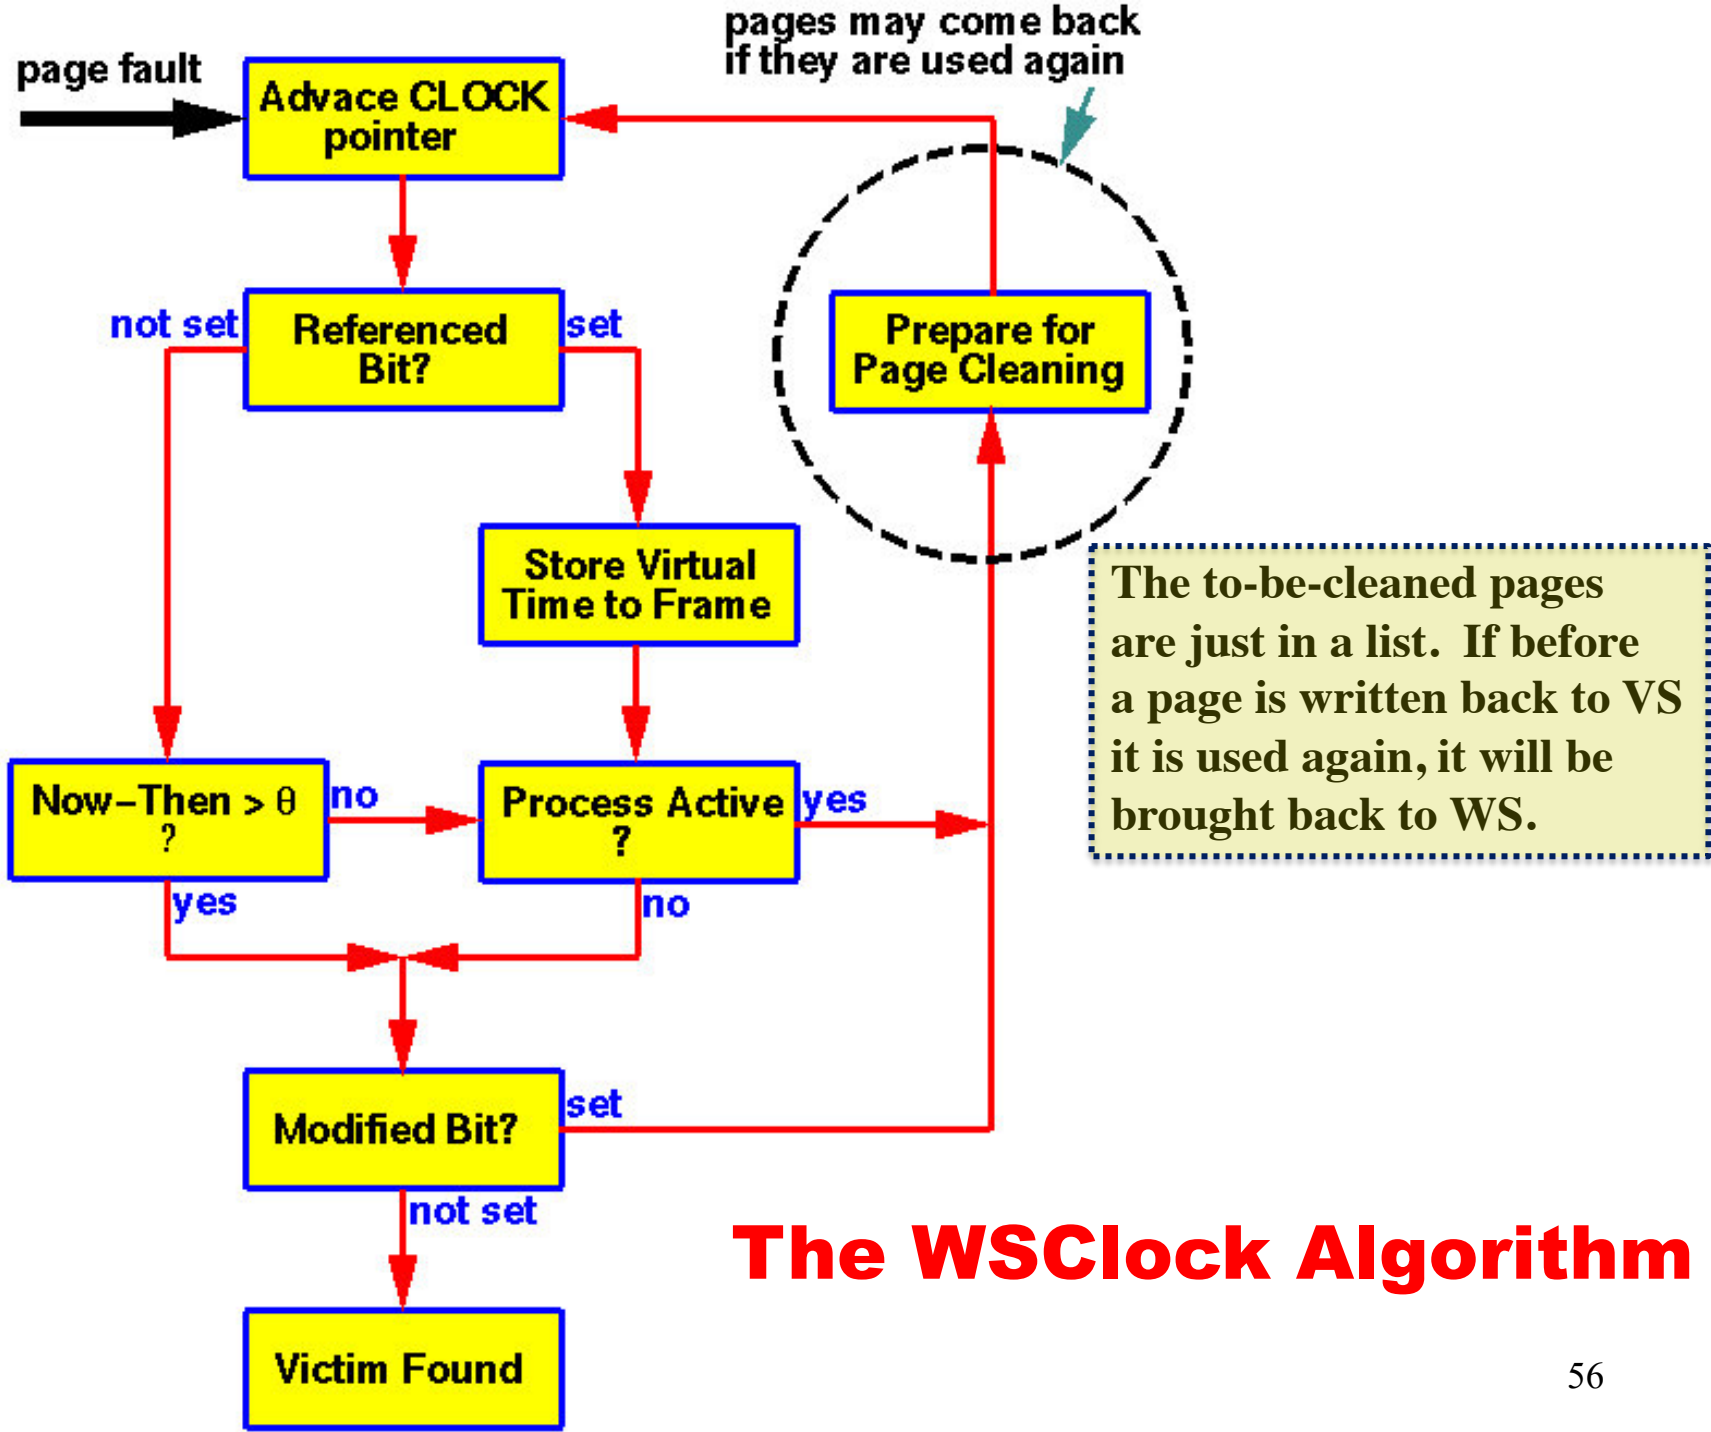 pages may come back
if they are used again
page fault
Advace CLOCK
pointer
not set
Referenced
Bit?
set
Prepare for
Page Cleaning
Store Virtual
Time to Frame
The to-be-cleaned pages
are just in a list.  If before
a page is written back to VS
it is used again, it will be
brought back to WS.
Now–Then > θ
?
no
Process Active
?
yes
yes
no
Modified Bit?
set
not set
The WSClock Algorithm
Victim Found
56